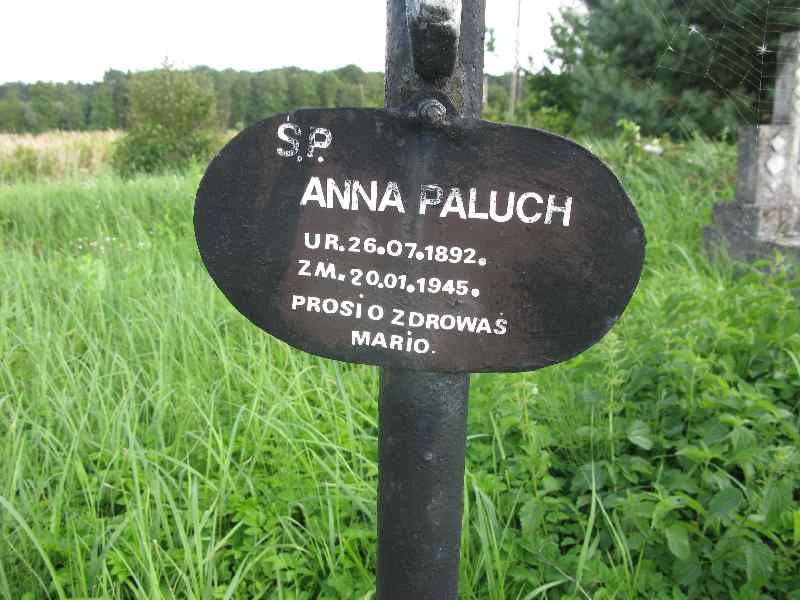 Ś.P.
ANNA PALUCH
UR.26.07.1892.
ZM.20.01.1945.
PROSI O ZDROWAŚ
MARIO.